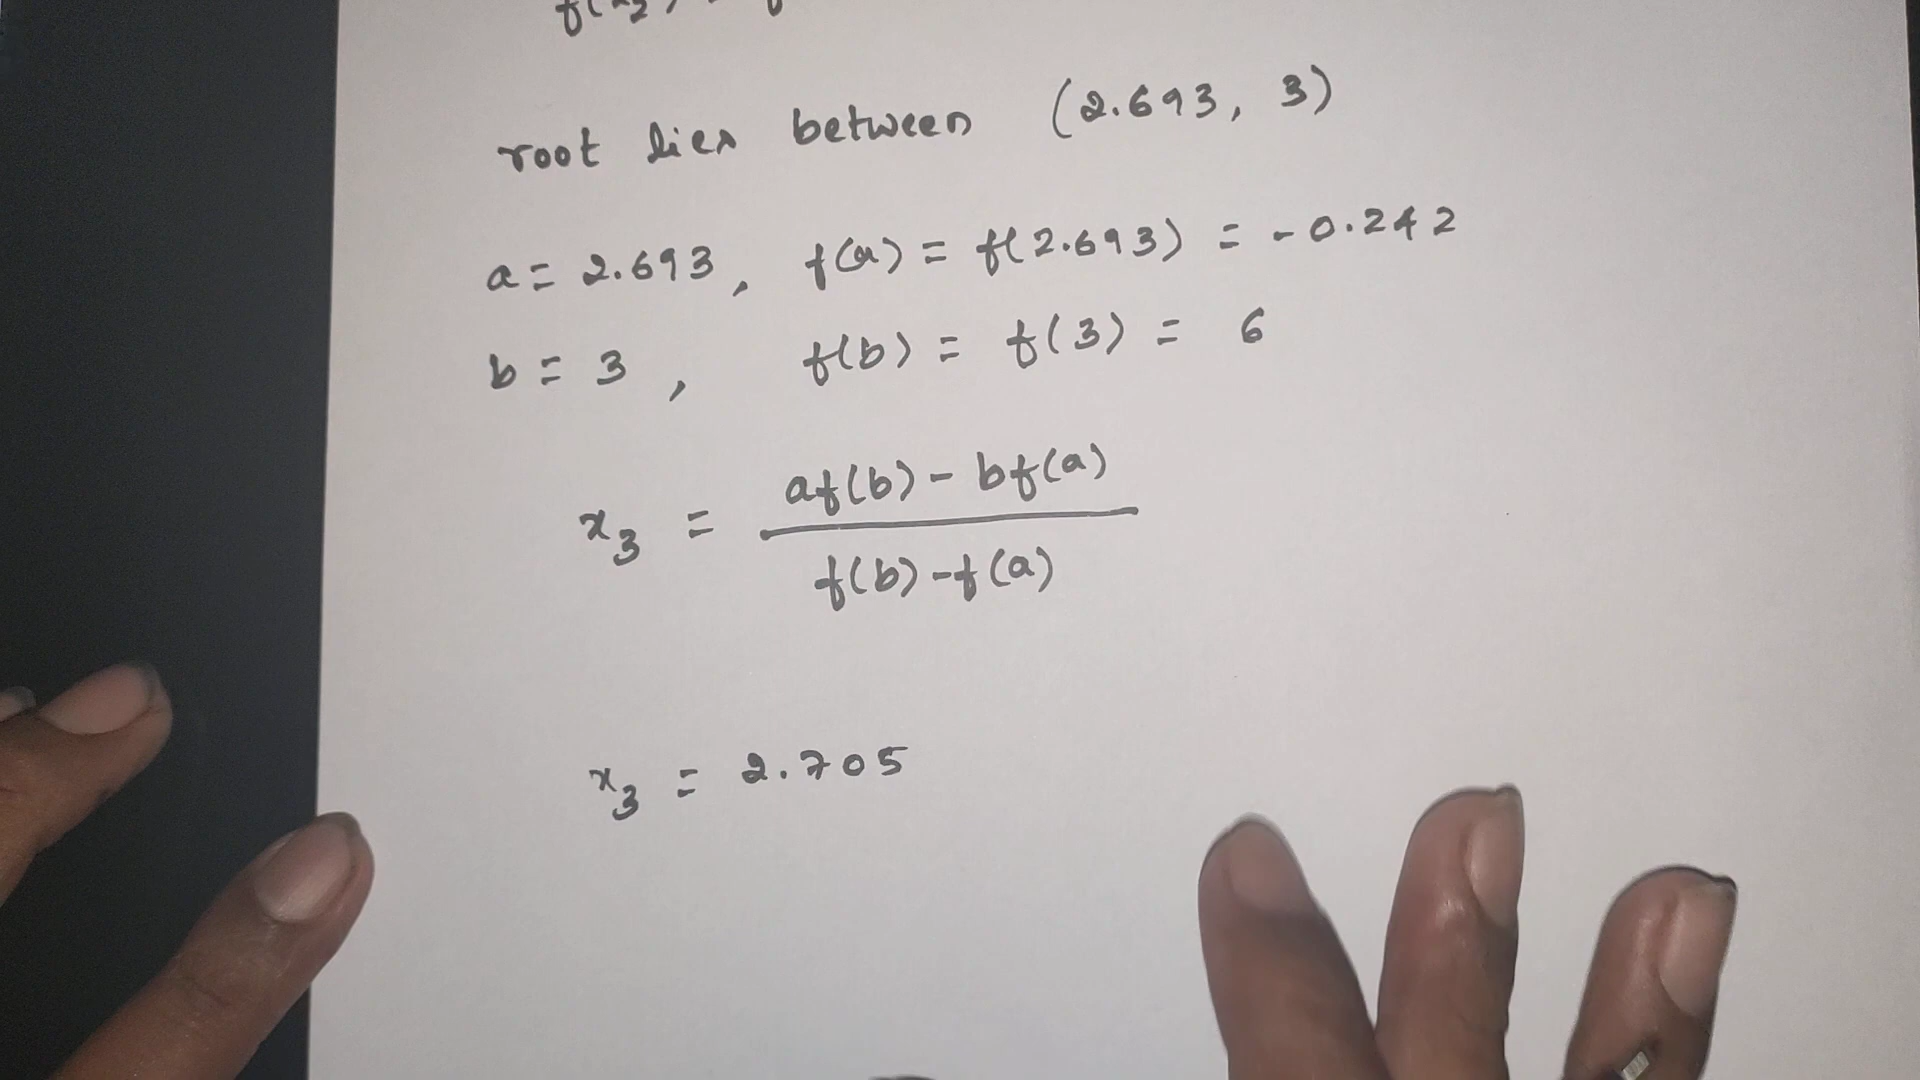 root lies between (2.693, 3)
a = 2.693, f(a) = f(2.693) = -0.242
b = 3, f(b) = f(3) = 6
x₃ = af(b) - bf(a) / f(b) - f(a)
x₃ = 2.705